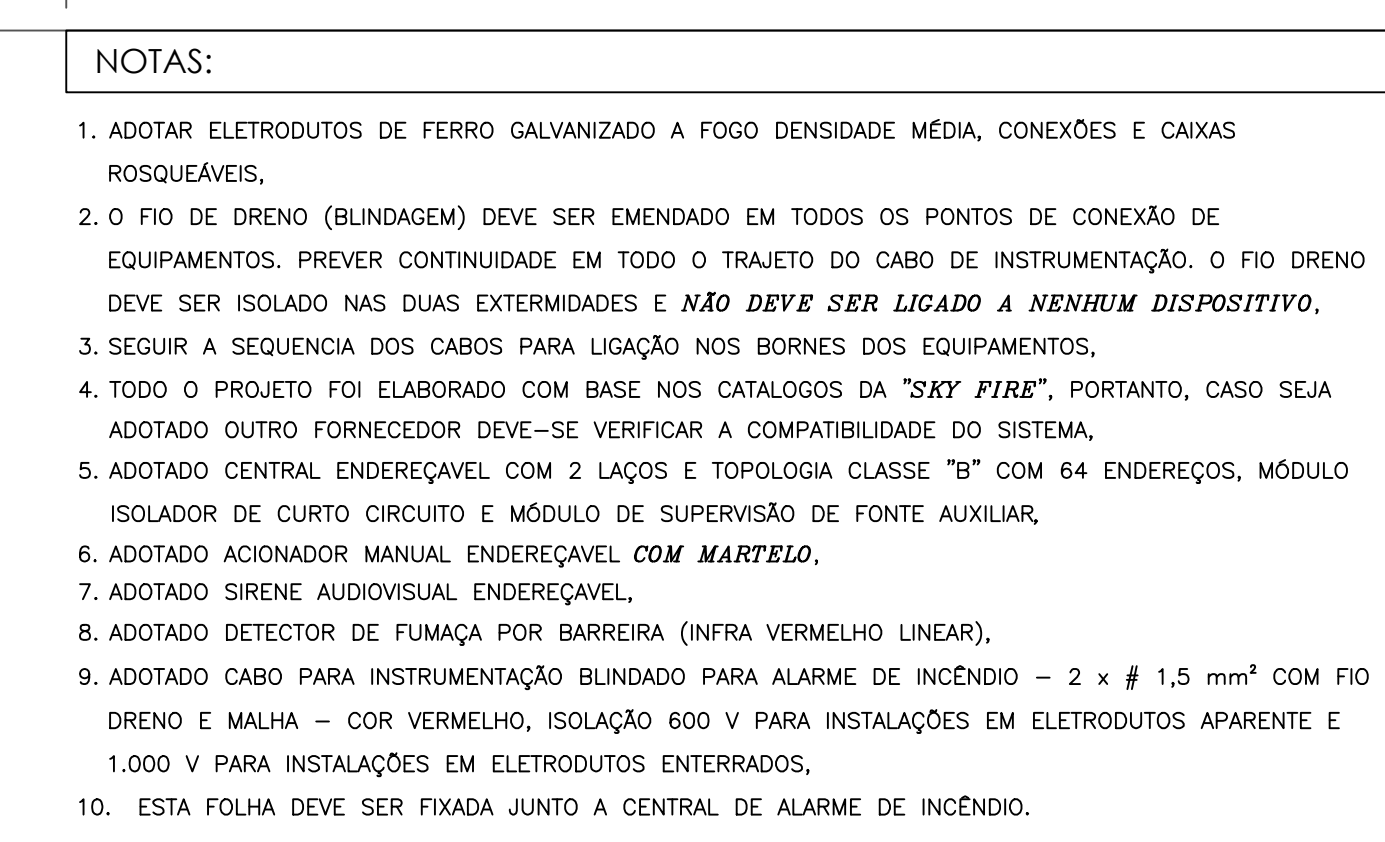 NOTAS:
1. ADOTAR ELETRODUTOS DE FERRO GALVANIZADO A FOGO DENSIDADE MÉDIA, CONEXÕES E CAIXAS
ROSQUEÁVEIS,
2. O FIO DE DRENO (BLINDAGEM) DEVE SER EMENDADO EM TODOS OS PONTOS DE CONEXÃO DE
EQUIPAMENTOS. PREVER CONTINUIDADE EM TODO O TRAJETO DO CABO DE INSTRUMENTAÇÃO. O FIO DRENO
DEVE SER ISOLADO NAS DUAS EXTERMIDADES E NÃO DEVE SER LIGADO A NENHUM DISPOSITIVO,
3. SEGUIR A SEQUENCIA DOS CABOS PARA LIGAÇÃO NOS BORNES DOS EQUIPAMENTOS,
4. TODO O PROJETO FOI ELABORADO COM BASE NOS CATALOGOS DA "SKY FIRE", PORTANTO, CASO SEJA
ADOTADO OUTRO FORNECEDOR DEVE-SE VERIFICAR A COMPATIBILIDADE DO SISTEMA,
5. ADOTADO CENTRAL ENDEREÇAVEL COM 2 LAÇOS E TOPOLOGIA CLASSE "B" COM 64 ENDEREÇOS, MÓDULO
ISOLADOR DE CURTO CIRCUITO E MÓDULO DE SUPERVISÃO DE FONTE AUXILIAR,
6. ADOTADO ACIONADOR MANUAL ENDEREÇAVEL COM MARTELO,
7. ADOTADO SIRENE AUDIOVISUAL ENDEREÇAVEL,
8. ADOTADO DETECTOR DE FUMAÇA POR BARREIRA (INFRA VERMELHO LINEAR),
9. ADOTADO CABO PARA INSTRUMENTAÇÃO BLINDADO PARA ALARME DE INCÊNDIO – 2 x # 1,5 mm² COM FIO
DRENO E MALHA – COR VERMELHO, ISOLAÇÃO 600 V PARA INSTALAÇÕES EM ELETRODUTOS APARENTE E
1.000 V PARA INSTALAÇÕES EM ELETRODUTOS ENTERRADOS,
10. ESTA FOLHA DEVE SER FIXADA JUNTO A CENTRAL DE ALARME DE INCÊNDIO.